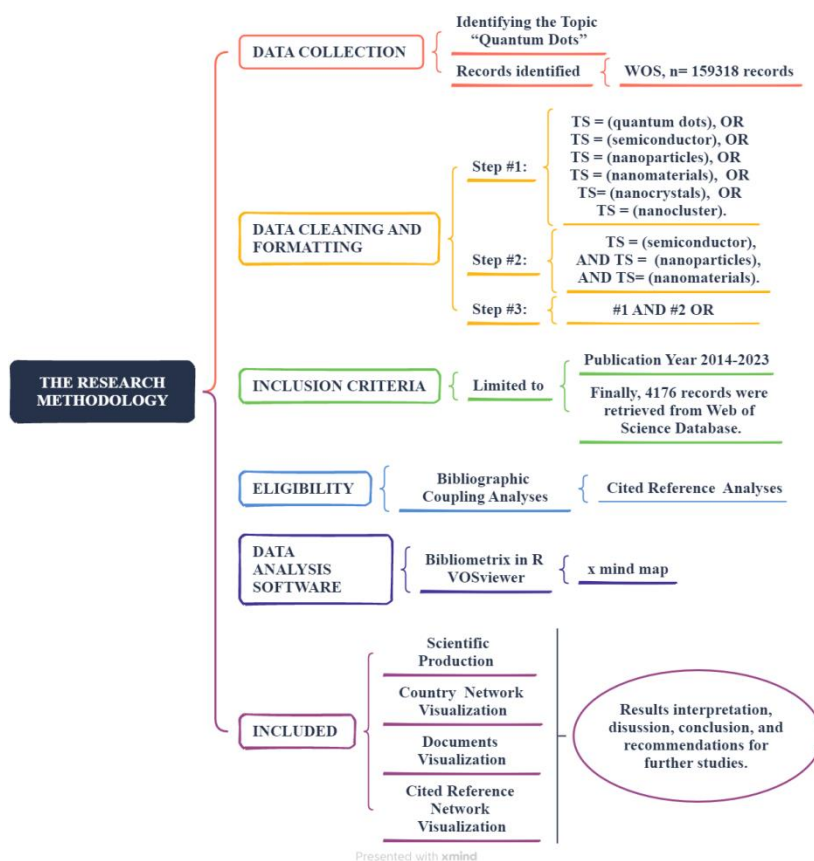 THE RESEARCH
METHODOLOGY
DATA COLLECTION
Identifying the Topic
“Quantum Dots”
Records identified
WOS, n= 159318 records
DATA CLEANING AND
FORMATTING
Step #1:
TS = (quantum dots), OR
TS = (semiconductor), OR
TS = (nanoparticles), OR
TS = (nanomaterials), OR
TS= (nanocrystals), OR
TS = (nanocluster).
Step #2:
TS = (semiconductor),
AND TS = (nanoparticles),
AND TS= (nanomaterials).
Step #3:
#1 AND #2 OR
INCLUSION CRITERIA
Limited to
Publication Year 2014-2023
Finally, 4176 records were
retrieved from Web of
Science Database.
ELIGIBILITY
Bibliographic
Coupling Analyses
Cited Reference Analyses
DATA
ANALYSIS
SOFTWARE
Bibliometrix in R
VOSviewer
x mind map
INCLUDED
Scientific
Production
Country Network
Visualization
Documents
Visualization
Cited Reference
Network
Visualization
Results interpretation,
disussion, conclusion, and
recommendations for
further studies.
Presented with xmind